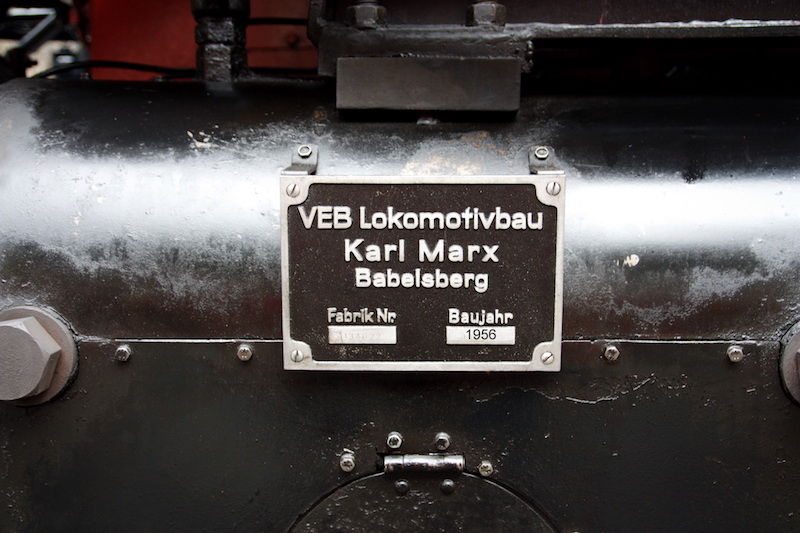 VEB Lokomotivbau
Karl Marx
Babelsberg
Fabrik Nr. Baujahr
1956